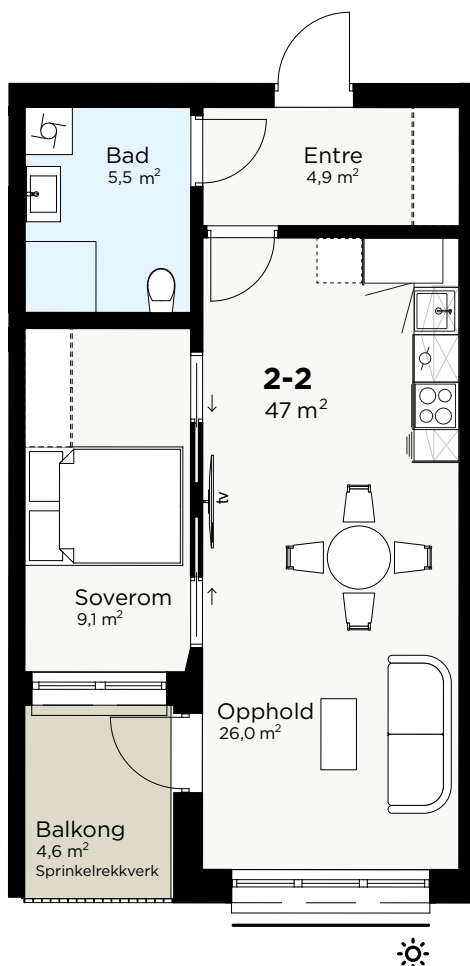 Bad
5,5 m²
Entre
4,9 m²
2-2
47 m²
tv
Soverom
9,1 m²
Opphold
26,0 m²
Balkong
4,6 m²
Sprinkelrekkverk